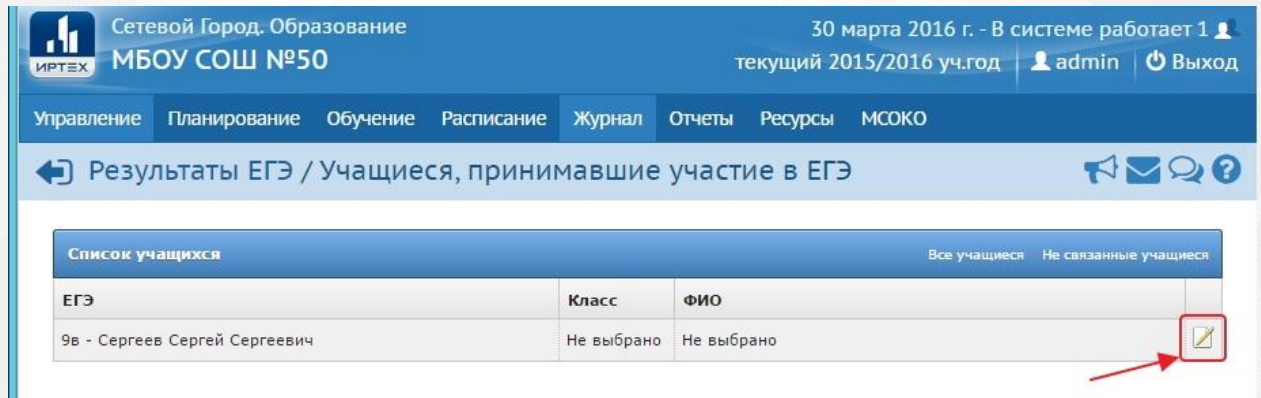 Сетевой Город. Образование
30 марта 2016 г. - В системе работает 1
ИРТЕХ
МБОУ СОШ №50
текущий 2015/2016 уч.год admin Выход
Управление Планирование Обучение Расписание Журнал Отчеты Ресурсы МСОКО
Результаты ЕГЭ / Учащиеся, принимавшие участие в ЕГЭ
Список учащихся Все учащиеся Не связанные учащиеся
ЕГЭ Класс ФИО
9в - Сергеев Сергей Сергеевич Не выбрано Не выбрано